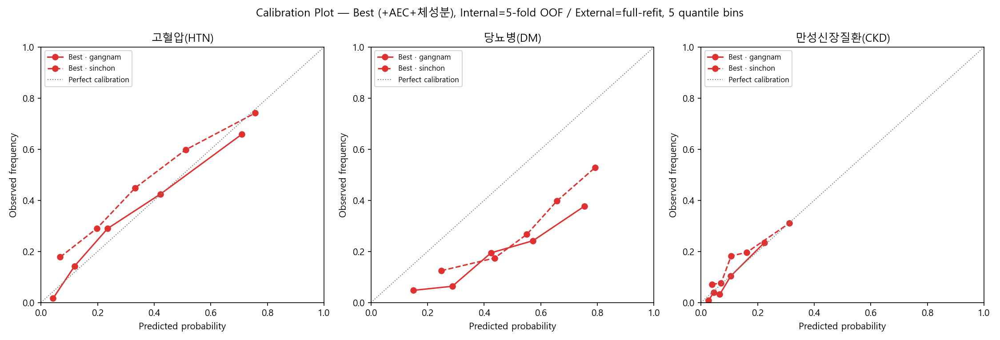 Calibration Plot — Best (+AEC+체성분), Internal=5-fold OOF / External=full-refit, 5 quantile bins
고혈압(HTN)
1.0
0.8
0.6
0.4
0.2
0.0
Observed frequency
Best · gangnam
Best · sinchon
Perfect calibration
0.0 0.2 0.4 0.6 0.8 1.0
Predicted probability
당뇨병(DM)
1.0
0.8
0.6
0.4
0.2
0.0
Observed frequency
Best · gangnam
Best · sinchon
Perfect calibration
0.0 0.2 0.4 0.6 0.8 1.0
Predicted probability
만성신장질환(CKD)
1.0
0.8
0.6
0.4
0.2
0.0
Observed frequency
Best · gangnam
Best · sinchon
Perfect calibration
0.0 0.2 0.4 0.6 0.8 1.0
Predicted probability